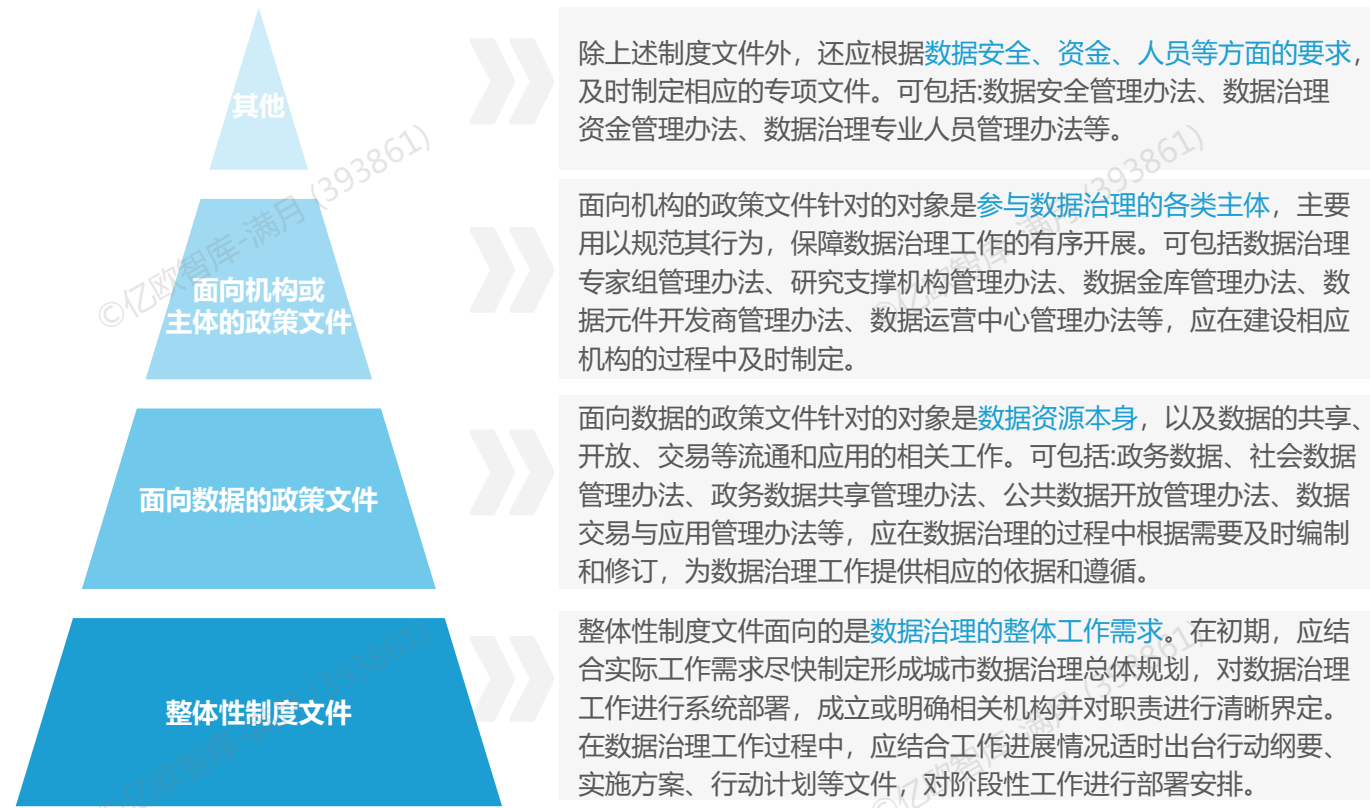 其他
除上述制度文件外，还应根据数据安全、资金、人员等方面的要求，
及时制定相应的专项文件。可包括:数据安全管理办法、数据治理
资金管理办法、数据治理专业人员管理办法等。
面向机构或
主体的政策文件
面向机构的政策文件针对的对象是参与数据治理的各类主体，主要
用以规范其行为，保障数据治理工作的有序开展。可包括数据治理
专家组管理办法、研究支撑机构管理办法、数据金库管理办法、数
据元件开发商管理办法、数据运营中心管理办法等，应在建设相应
机构的过程中及时制定。
面向数据的政策文件
面向数据的政策文件针对的对象是数据资源本身，以及数据的共享、
开放、交易等流通和应用的相关工作。可包括:政务数据、社会数据
管理办法、政务数据共享管理办法、公共数据开放管理办法、数据
交易与应用管理办法等，应在数据治理的过程中根据需要及时编制
和修订，为数据治理工作提供相应的依据和遵循。
整体性制度文件
整体性制度文件面向的是数据治理的整体工作需求。在初期，应结
合实际工作需求尽快制定形成城市数据治理总体规划，对数据治理
工作进行系统部署，成立或明确相关机构并对职责进行清晰界定。
在数据治理工作过程中，应结合工作进展情况适时出台行动纲要、
实施方案、行动计划等文件，对阶段性工作进行部署安排。
©亿欧智库-满月(393861)
©亿欧智库-满月(393861)
©亿欧智库-满月(393861)
©亿欧智库-满月(393861)